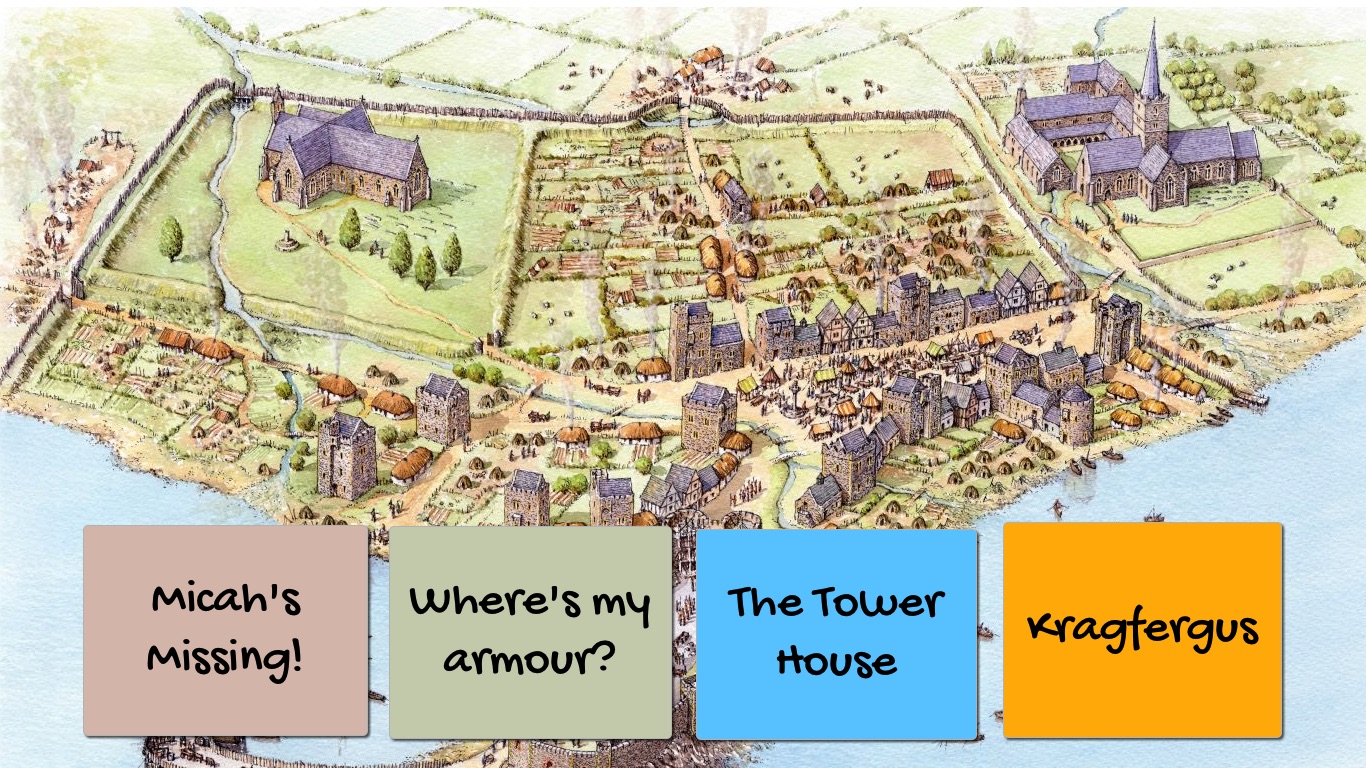 Micah's
Missing!
Where's my
armour?
The Tower
House
Kragfergus